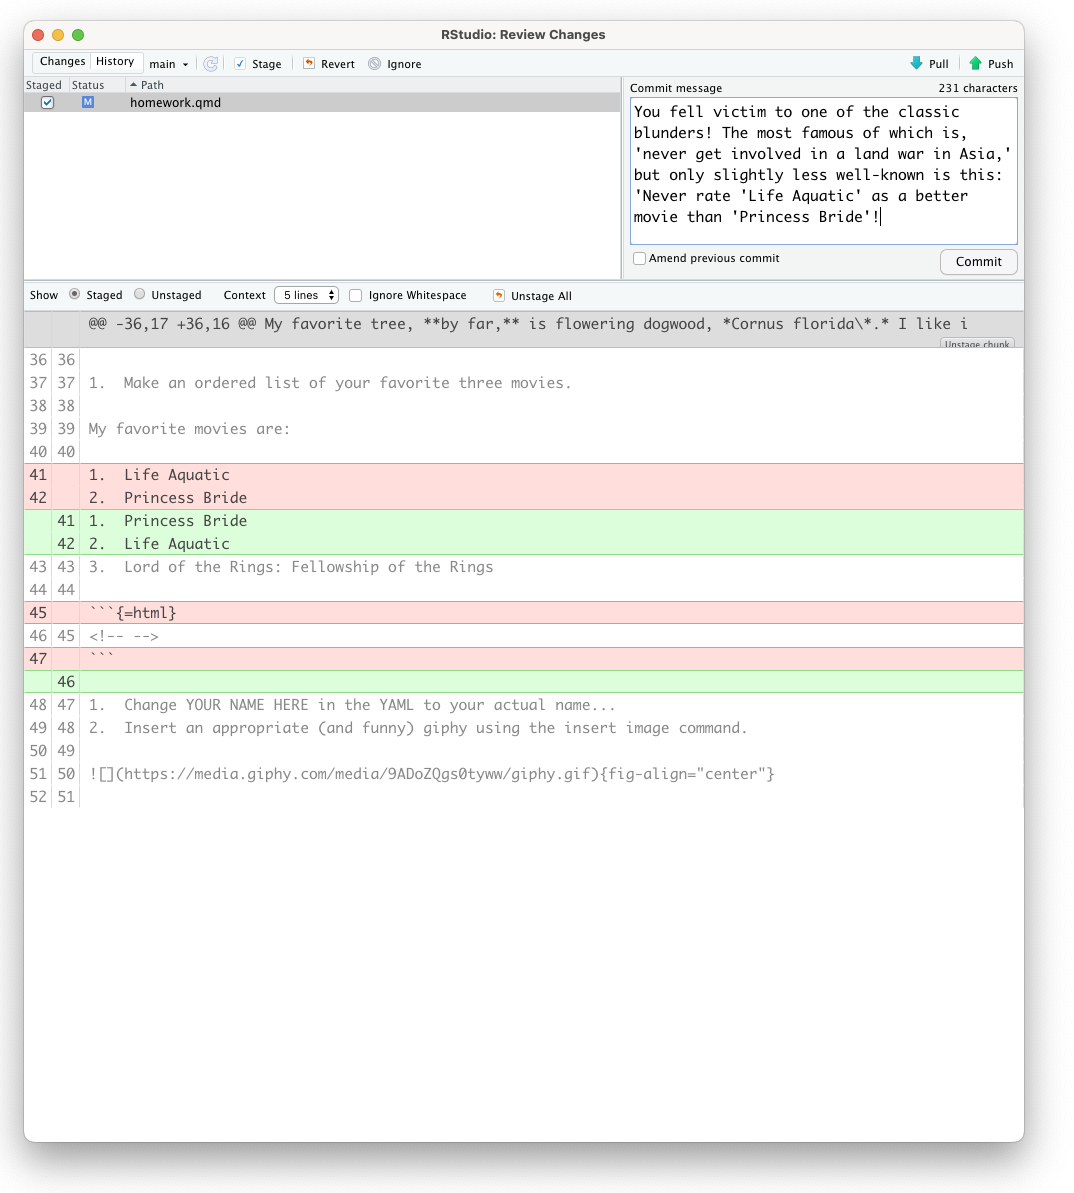 RStudio: Review Changes
Changes History main Stage Revert Ignore Pull Push
Staged Status Path
M homework.qmd
Commit message 231 characters
You fell victim to one of the classic
blunders! The most famous of which is,
'never get involved in a land war in Asia,'
but only slightly less well-known is this:
'Never rate 'Life Aquatic' as a better
movie than 'Princess Bride'!
Amend previous commit Commit
Show Staged Unstaged Context 5 lines Ignore Whitespace Unstage All
@@ -36,17 +36,16 @@ My favorite tree, **by far,** is flowering dogwood, *Cornus florida\*.* I like i
Unstage chunk
36 36
37 37 1.  Make an ordered list of your favorite three movies.
38 38
39 39 My favorite movies are:
40 40
41 1.  Life Aquatic
42 2.  Princess Bride
41 1.  Princess Bride
42 2.  Life Aquatic
43 43 3.  Lord of the Rings: Fellowship of the Rings
44 44
45 ```{=html}
46 45 <!-- -->
47 ```
46
48 47 1.  Change YOUR NAME HERE in the YAML to your actual name...
49 48 2.  Insert an appropriate (and funny) giphy using the insert image command.
50 49
51 50 ![](https://media.giphy.com/media/9ADoZQgs0tyww/giphy.gif){fig-align="center"}
52 51